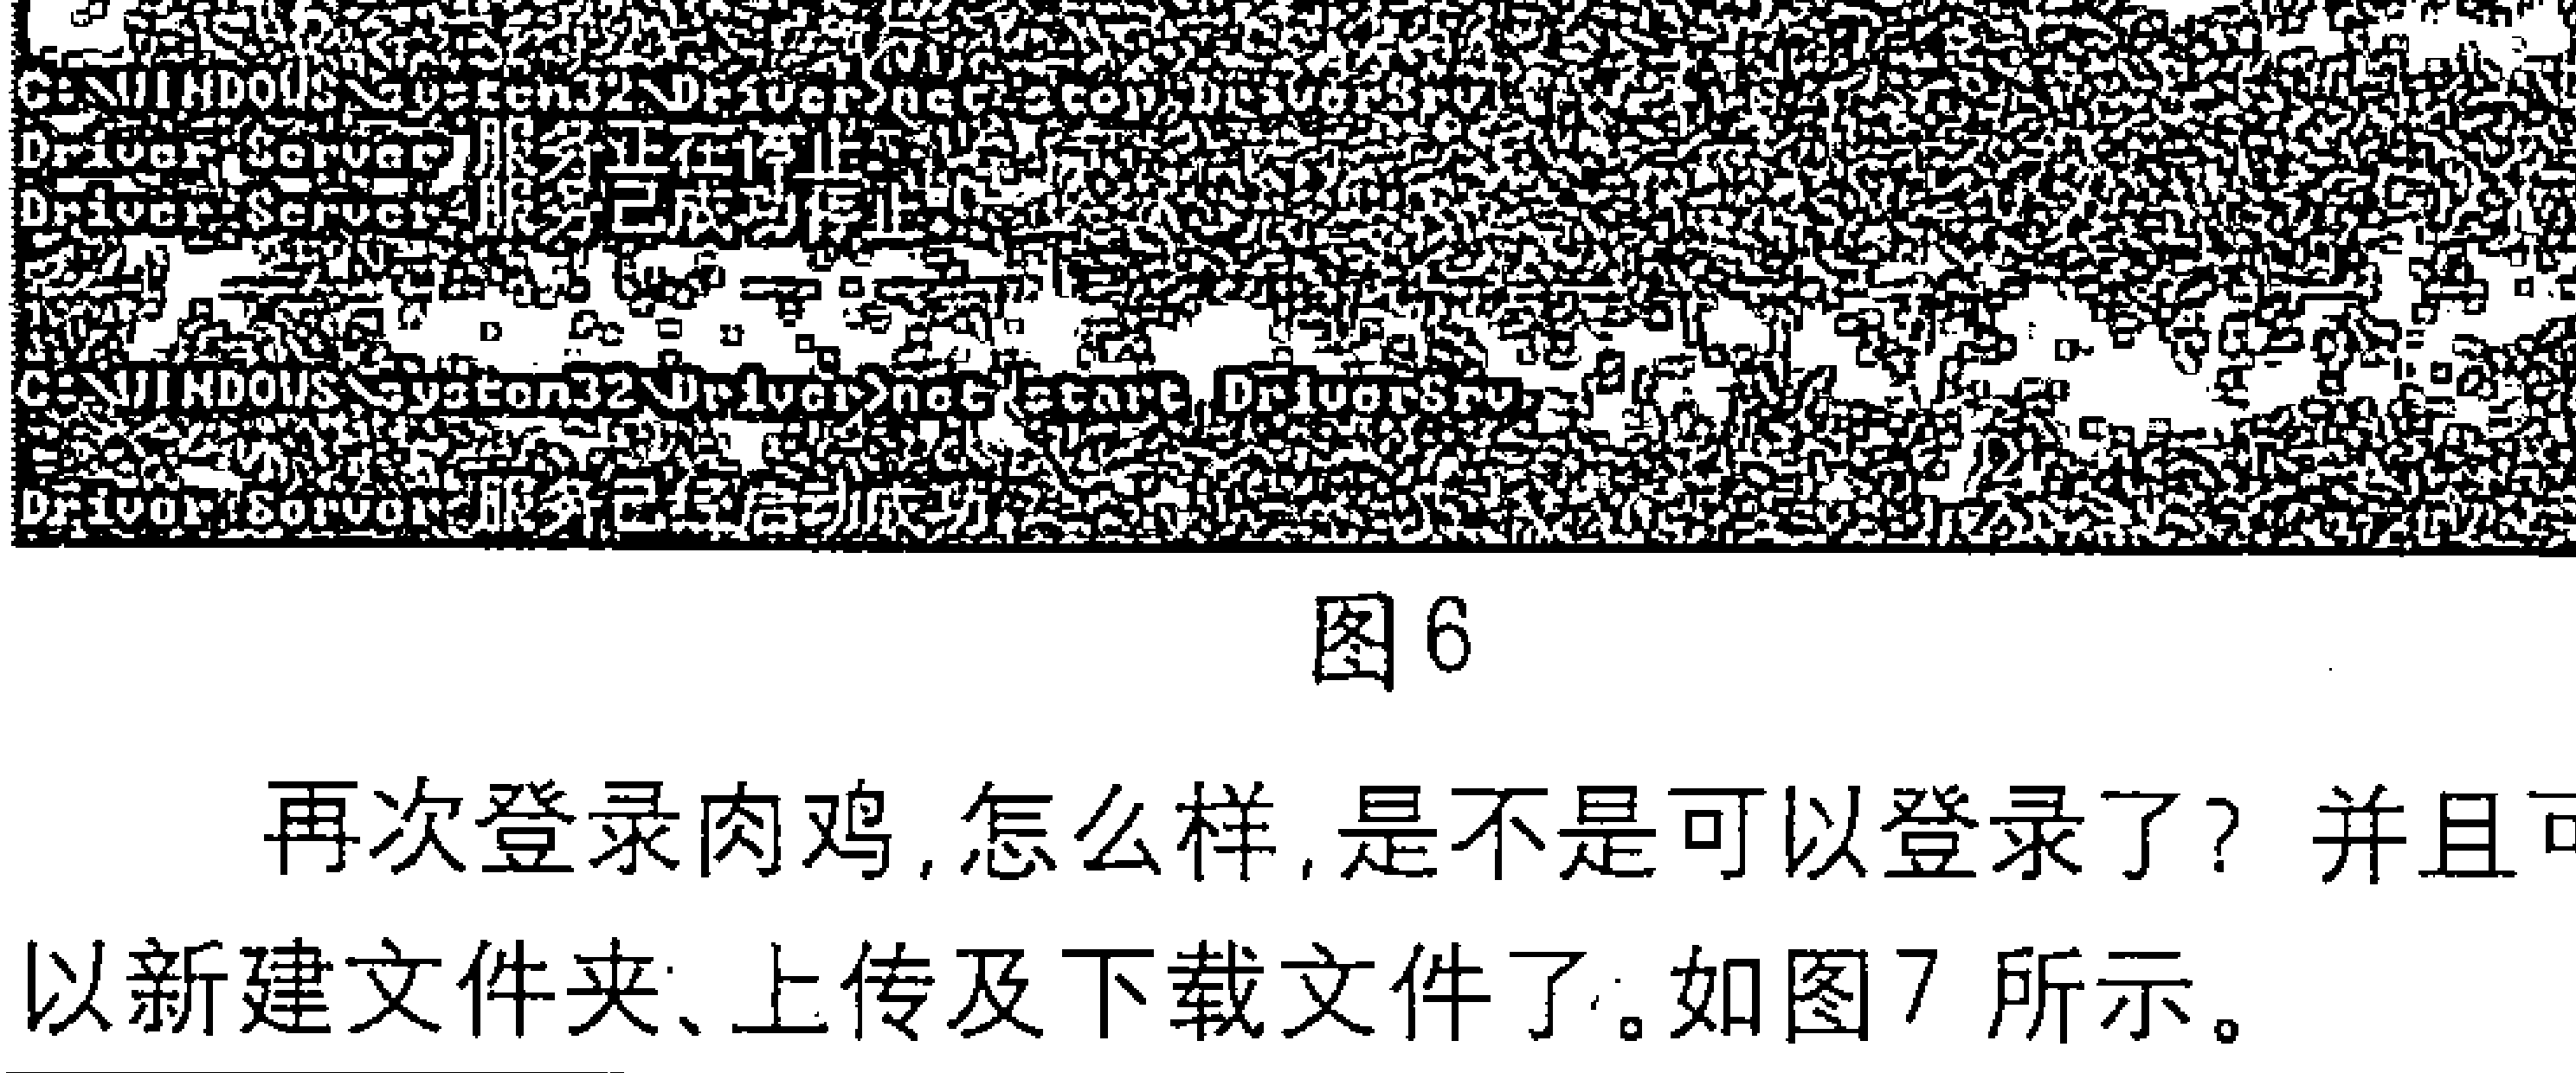 C:\WINDOWS\system32\Driver>net stop DriverSrv
Driver Server 服务正在停止.
Driver Server 服务已成功停止
C:\WINDOWS\system32\Driver>net start DriverSrv
Driver Server 服务已经启动成功
图6
再次登录肉鸡,怎么样,是不是可以登录了? 并且可
以新建文件夹、上传及下载文件了。如图7 所示。